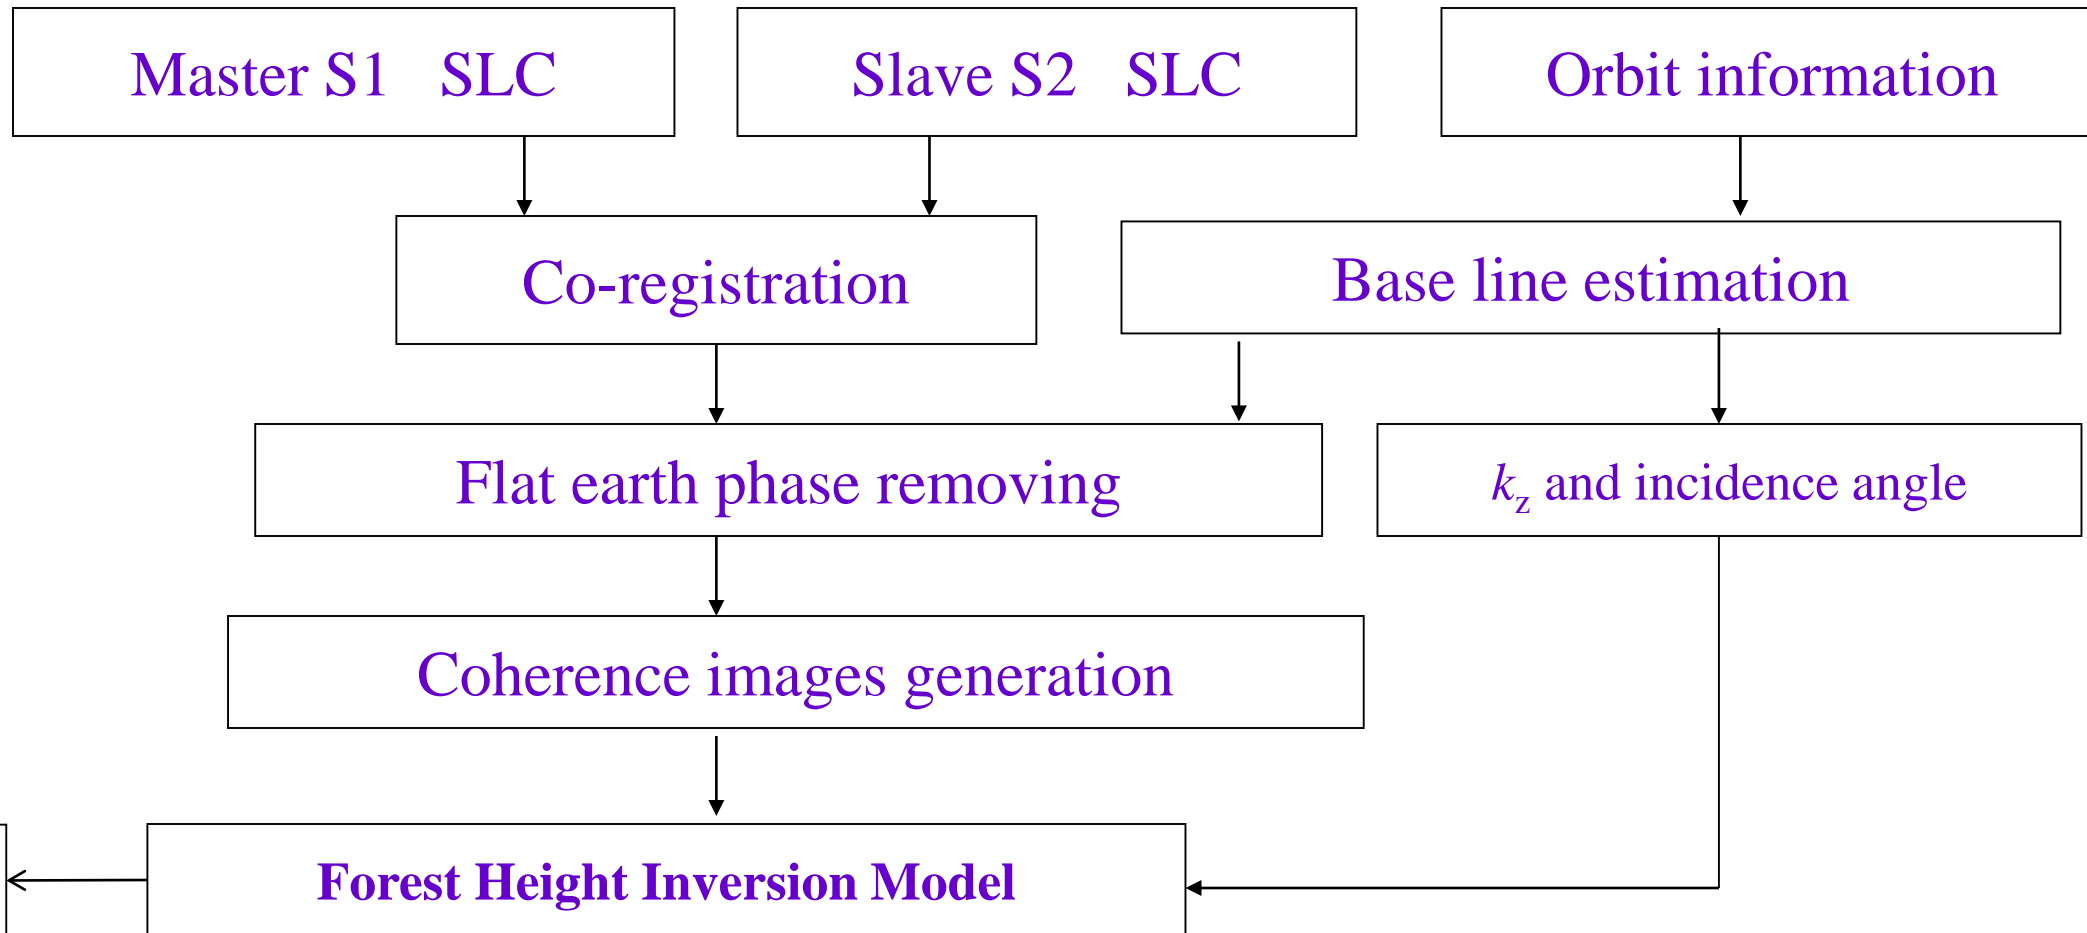 Master S1 SLC
Slave S2 SLC
Orbit information
Co-registration
Base line estimation
Flat earth phase removing
kz and incidence angle
Coherence images generation
Forest Height Inversion Model